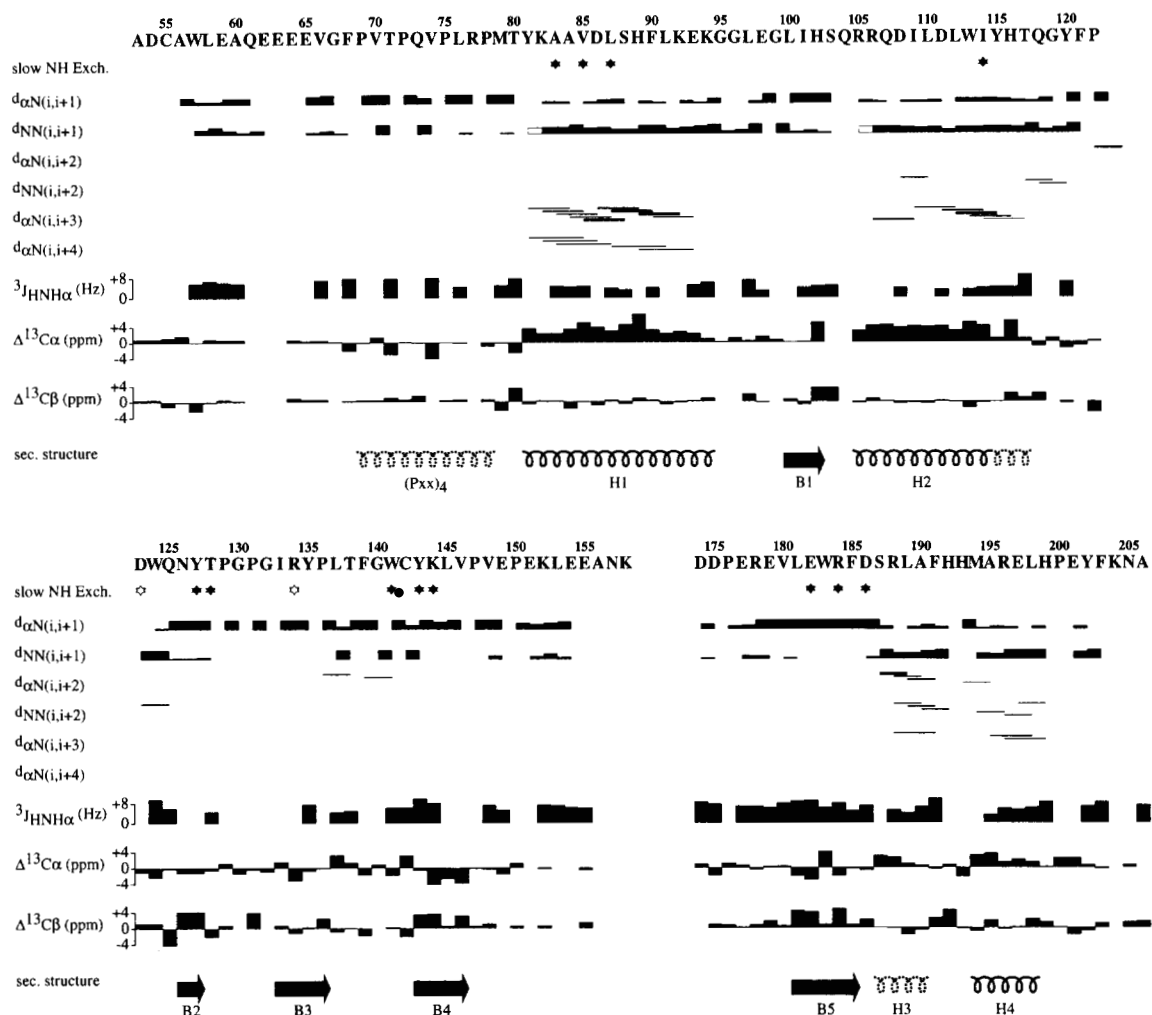 55 60 65 70 75 80 85 90 95 100 105 110 115 120
ADCAWLEAQEEEEVGFPVTPQVPLRPMTYKAAVDLSHFLKEKGGLEGLIHSQRRQDILDLWIYHTQGYFP
slow NH Exch.
dαN(i,i+1)
dNN(i,i+1)
dαN(i,i+2)
dNN(i,i+2)
dαN(i,i+3)
dαN(i,i+4)
³JHNHα (Hz) +8 0
Δ¹³Cα (ppm) +4 -4
Δ¹³Cβ (ppm) +4 -4
sec. structure
(Pxx)₄ H1 B1 H2
125 130 135 140 145 150 155 175 180 185 190 195 200 205
DWQNYTPGPGIRYPLTFGWCYKLVPVEPEKLEEANK DDPEREVLEWRFDSRLAFHHMARELHPEYFKNA
slow NH Exch.
dαN(i,i+1)
dNN(i,i+1)
dαN(i,i+2)
dNN(i,i+2)
dαN(i,i+3)
dαN(i,i+4)
³JHNHα (Hz) +8 0
Δ¹³Cα (ppm) +4 -4
Δ¹³Cβ (ppm) +4 -4
sec. structure
B2 B3 B4 B5 H3 H4